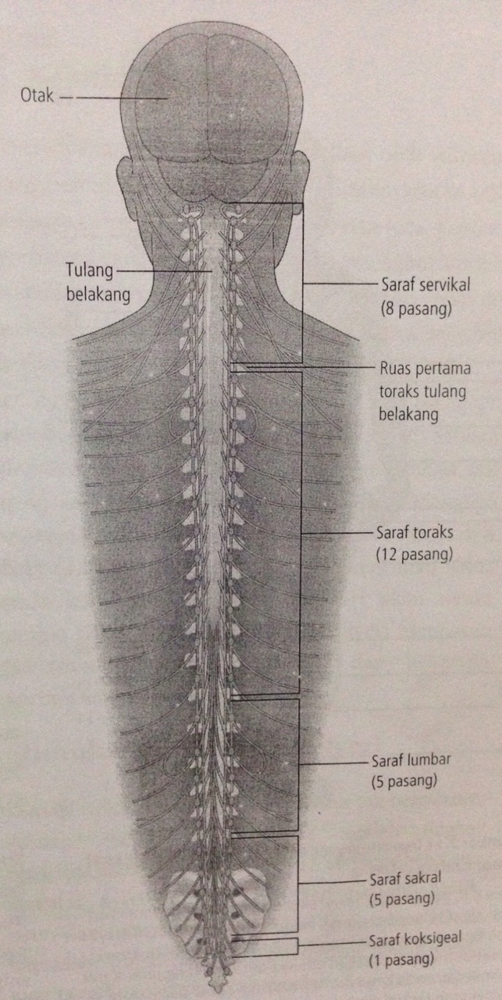 Otak
Tulang
belakang
Saraf servikal
(8 pasang)
Ruas pertama
toraks tulang
belakang
Saraf toraks
(12 pasang)
Saraf lumbar
(5 pasang)
Saraf sakral
(5 pasang)
Saraf koksigeal
(1 pasang)